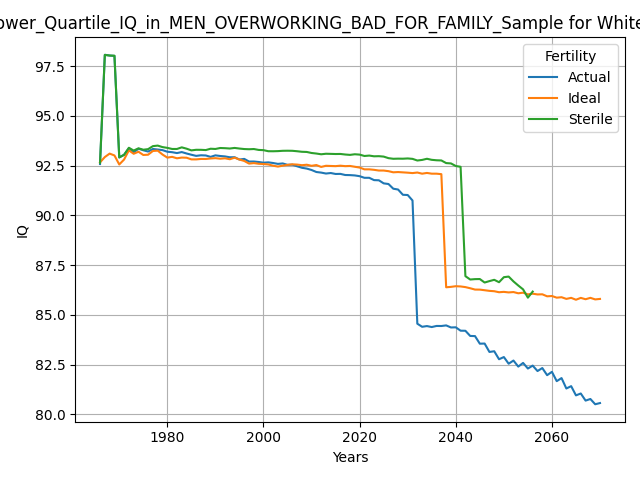 ower_Quartile_IQ_in_MEN_OVERWORKING_BAD_FOR_FAMILY_Sample for White
97.5
95.0
92.5
90.0
87.5
85.0
82.5
80.0
IQ
Fertility
Actual
Ideal
Sterile
1980
2000
2020
2040
2060
Years